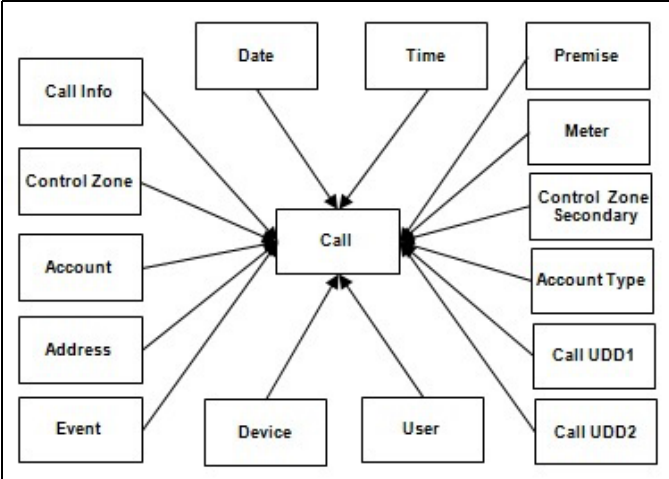 Date
Time
Premise
Call Info
Meter
Control Zone
Control Zone
Secondary
Call
Account
Account Type
Address
Call UDD1
Event
Device
User
Call UDD2